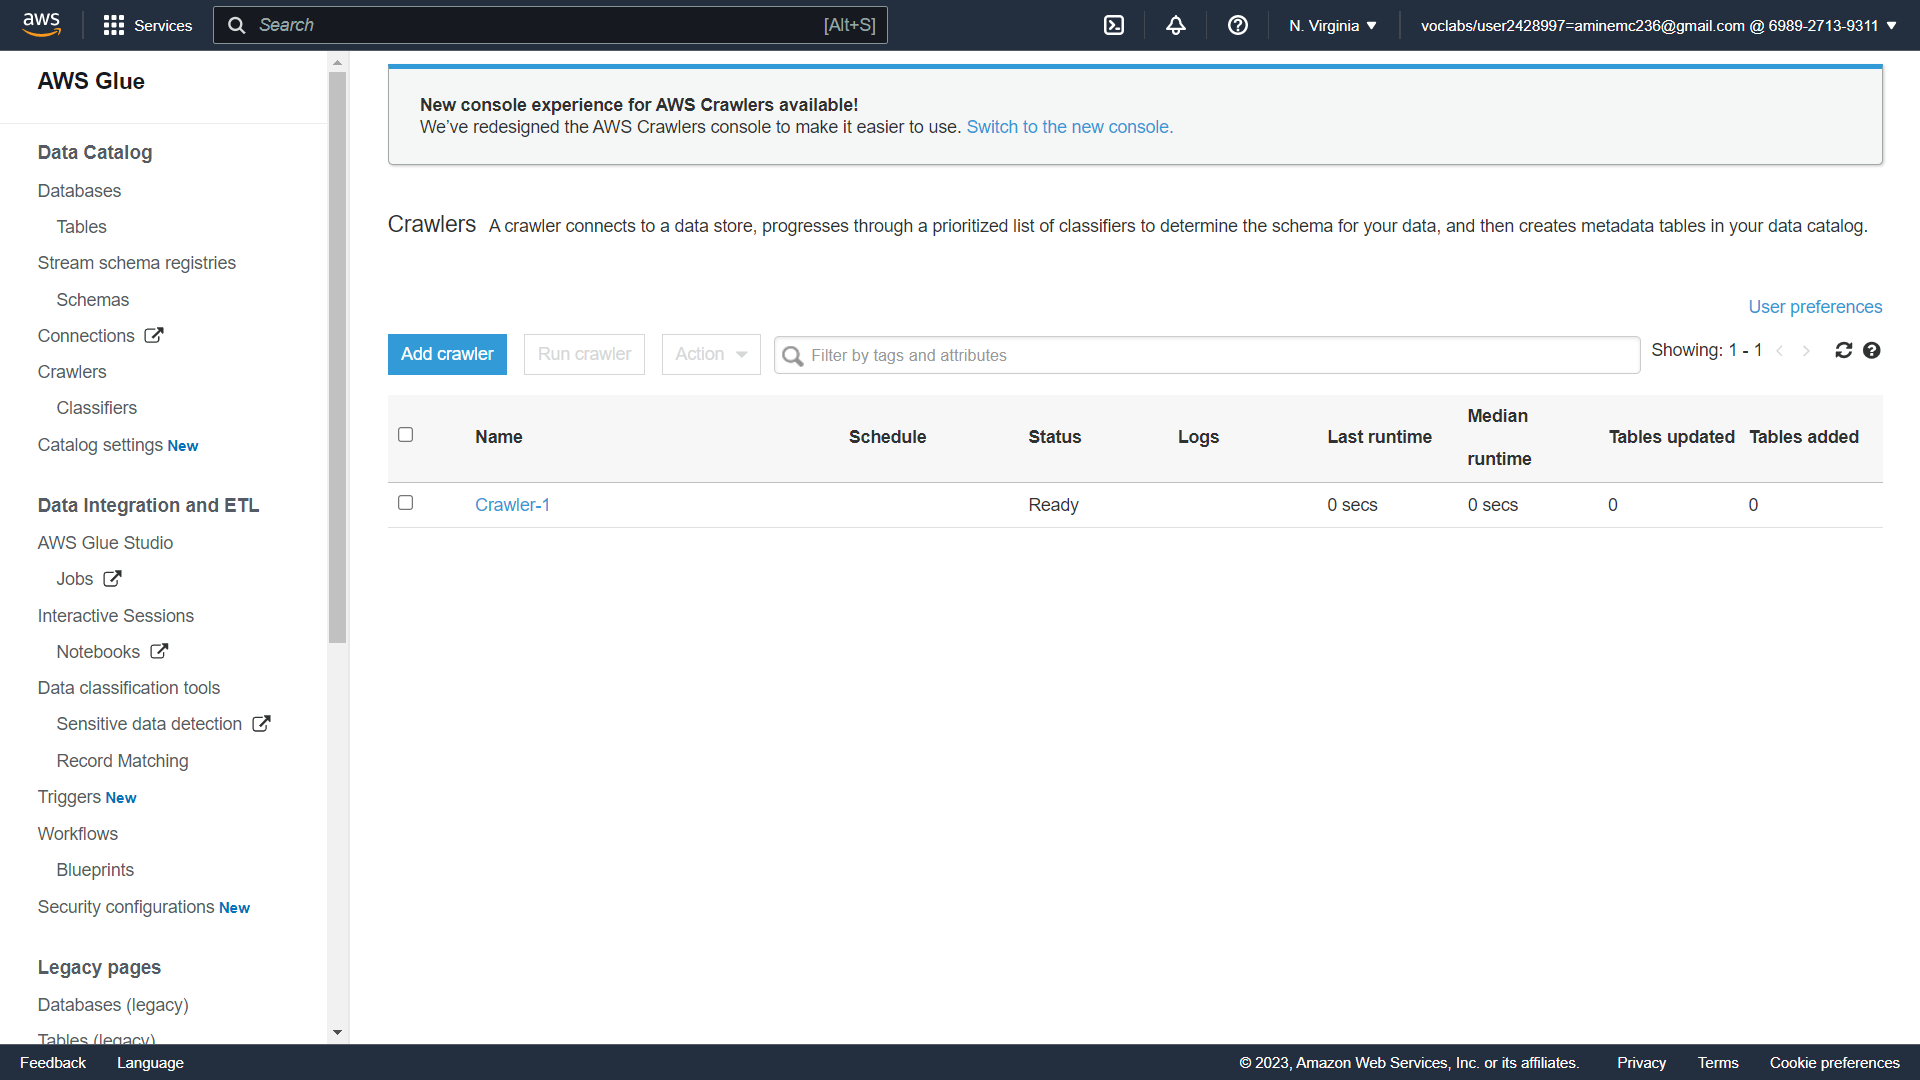 aws
Services
Search
[Alt+S]
N. Virginia
voclabs/user2428997=aminemc236@gmail.com @ 6989-2713-9311
AWS Glue
Data Catalog
Databases
Tables
Stream schema registries
Schemas
Connections
Crawlers
Classifiers
Catalog settings New
Data Integration and ETL
AWS Glue Studio
Jobs
Interactive Sessions
Notebooks
Data classification tools
Sensitive data detection
Record Matching
Triggers New
Workflows
Blueprints
Security configurations New
Legacy pages
Databases (legacy)
Tables (legacy)
New console experience for AWS Crawlers available!
We've redesigned the AWS Crawlers console to make it easier to use. Switch to the new console.
Crawlers A crawler connects to a data store, progresses through a prioritized list of classifiers to determine the schema for your data, and then creates metadata tables in your data catalog.
User preferences
Add crawler
Run crawler
Action
Filter by tags and attributes
Showing: 1 - 1
Name Schedule Status Logs Last runtime Median runtime Tables updated Tables added
Crawler-1 Ready 0 secs 0 secs 0 0
Feedback Language
© 2023, Amazon Web Services, Inc. or its affiliates. Privacy Terms Cookie preferences